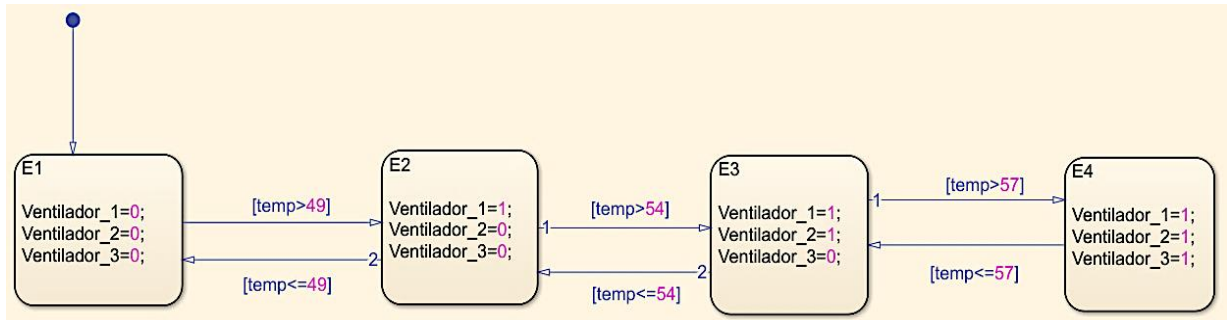 E1
Ventilador_1=0;
Ventilador_2=0;
Ventilador_3=0;
[temp>49]
[temp<=49]
2
E2
Ventilador_1=1;
Ventilador_2=0;
Ventilador_3=0;
1
[temp>54]
[temp<=54]
2
E3
Ventilador_1=1;
Ventilador_2=1;
Ventilador_3=0;
1
[temp>57]
[temp<=57]
E4
Ventilador_1=1;
Ventilador_2=1;
Ventilador_3=1;